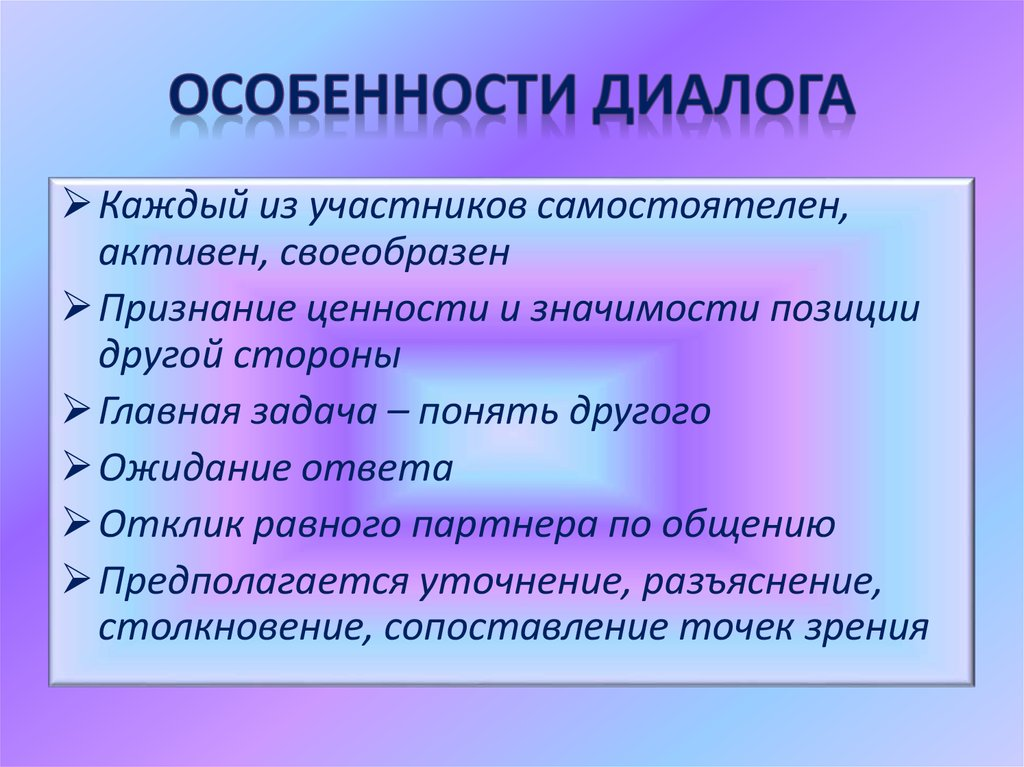 ОСОБЕННОСТИ ДИАЛОГА
➢ Каждый из участников самостоятелен,
активен, своеобразен
➢ Признание ценности и значимости позиции
другой стороны
➢ Главная задача – понять другого
➢ Ожидание ответа
➢ Отклик равного партнера по общению
➢ Предполагается уточнение, разъяснение,
столкновение, сопоставление точек зрения